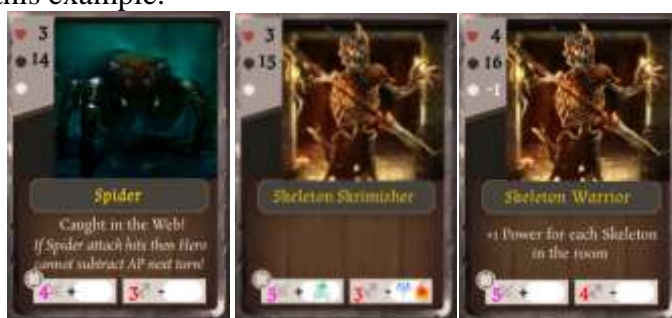 this example.
3
14
3
15
4
16
-1
Spider
Caught in the Web!
If Spider attach hits then Hero
cannot subtract AP next turn!
4 + 3
Skeleton Skrimisher
5 + 3 -
Skeleton Warrior
+1 Power for each Skeleton
in the room
5 + 4 -